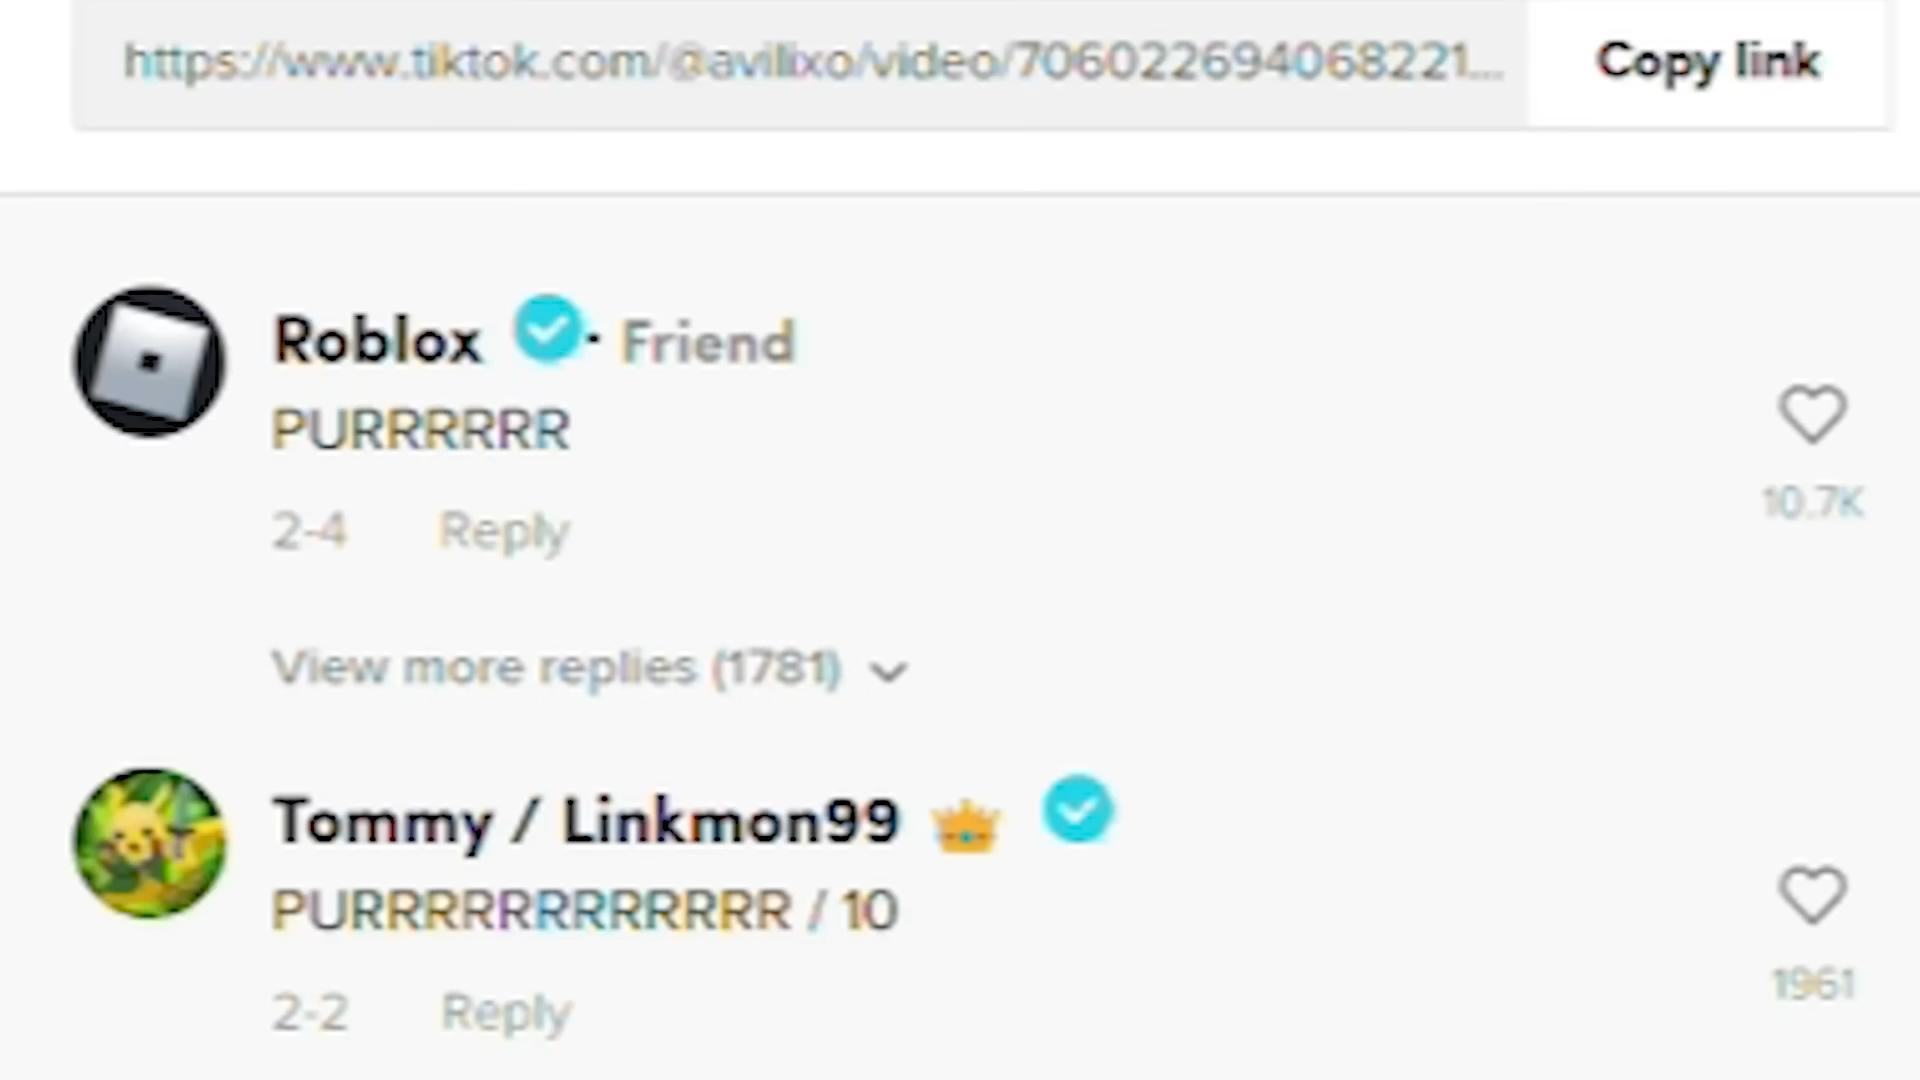 https://www.tiktok.com/@avilixo/video/706022694068221...
Copy link
Roblox · Friend
PURRRRRR
10.7K
2-4 Reply
View more replies (1781)
Tommy / Linkmon99
PURRRRRRRRRRRR / 10
1961
2-2 Reply